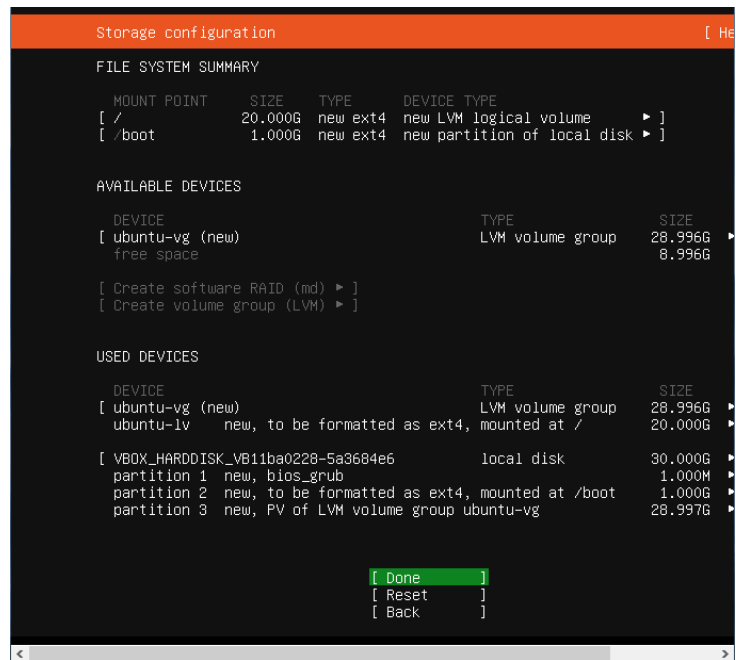 Storage configuration [ He
FILE SYSTEM SUMMARY
MOUNT POINT SIZE TYPE DEVICE TYPE
[ / 20.000G new ext4 new LVM logical volume ▸ ]
[ /boot 1.000G new ext4 new partition of local disk ▸ ]
AVAILABLE DEVICES
DEVICE TYPE SIZE
[ ubuntu-vg (new) LVM volume group 28.996G ▸
free space 8.996G
[ Create software RAID (md) ▸ ]
[ Create volume group (LVM) ▸ ]
USED DEVICES
DEVICE TYPE SIZE
[ ubuntu-vg (new) LVM volume group 28.996G ▸
ubuntu-lv new, to be formatted as ext4, mounted at / 20.000G ▸
[ VBOX_HARDDISK_VB11ba0228-5a3684e6 local disk 30.000G ▸
partition 1 new, bios_grub 1.000M ▸
partition 2 new, to be formatted as ext4, mounted at /boot 1.000G ▸
partition 3 new, PV of LVM volume group ubuntu-vg 28.997G ▸
[ Done ]
[ Reset ]
[ Back ]